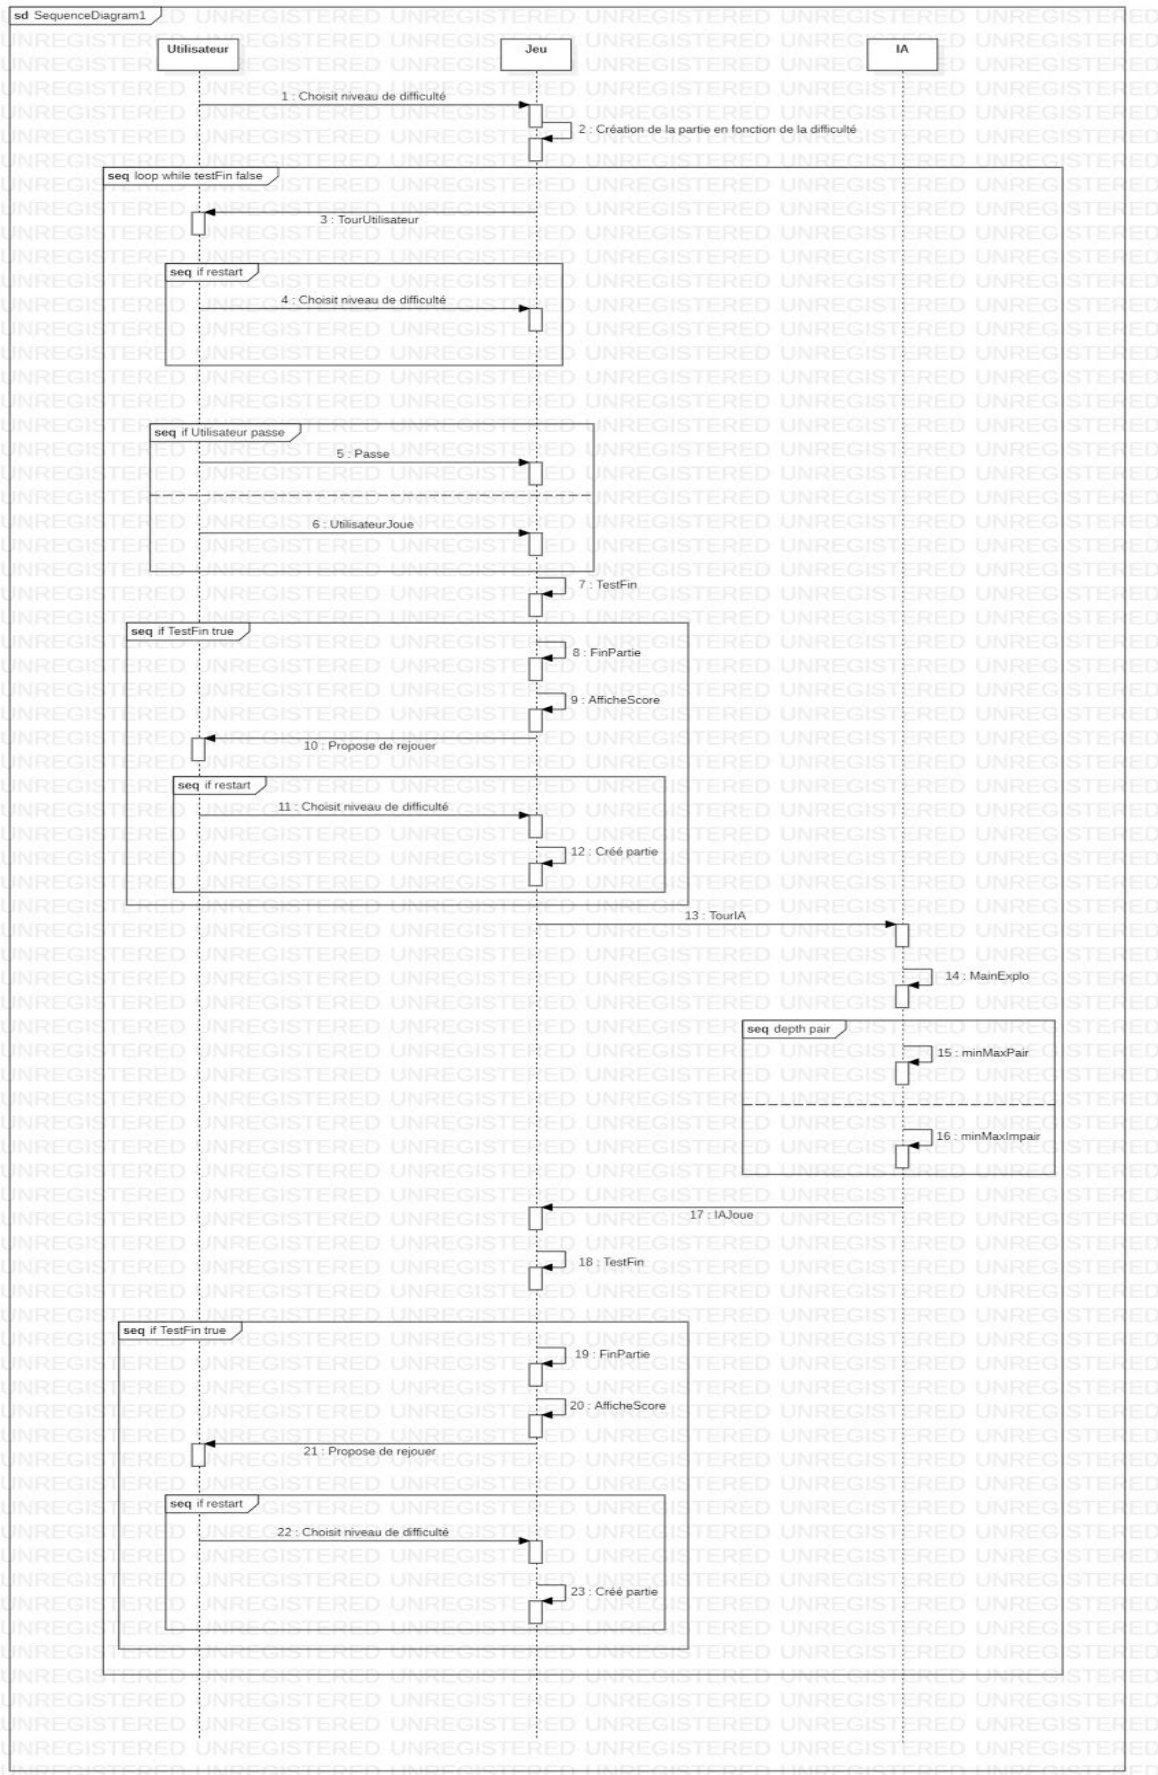 sd SequenceDiagram1
Utilisateur
Jeu
IA
1 : Choisit niveau de difficulté
2 : Création de la partie en fonction de la difficulté
seq loop while testFin false
3 : TourUtilisateur
seq if restart
4 : Choisit niveau de difficulté
seq if Utilisateur passe
5 : Passe
6 : UtilisateurJoue
7 : TestFin
seq if TestFin true
8 : FinPartie
9 : AfficheScore
10 : Propose de rejouer
seq if restart
11 : Choisit niveau de difficulté
12 : Créé partie
13 : TourIA
14 : MainExplo
seq depth pair
15 : minMaxPair
16 : minMaxImpair
17 : IAJoue
18 : TestFin
seq if TestFin true
19 : FinPartie
20 : AfficheScore
21 : Propose de rejouer
seq if restart
22 : Choisit niveau de difficulté
23 : Créé partie